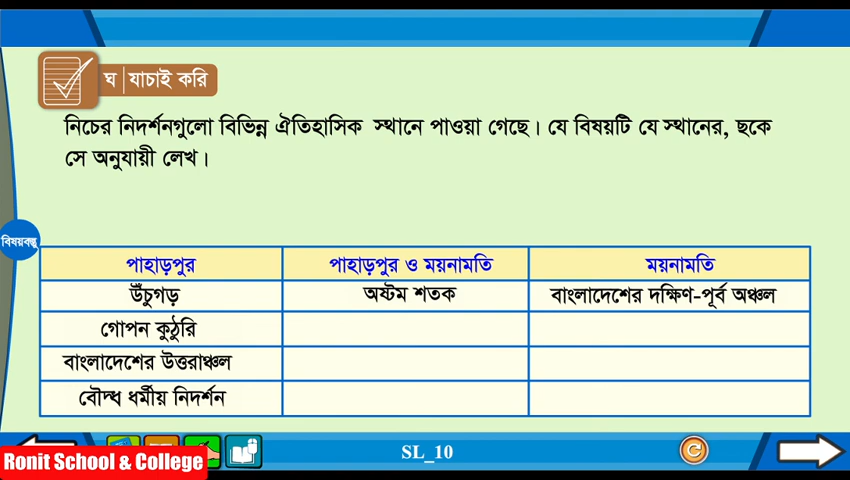 ঘ | যাচাই করি
নিচের নিদর্শনগুলো বিভিন্ন ঐতিহাসিক স্থানে পাওয়া গেছে। যে বিষয়টি যে স্থানের, ছকে
সে অনুযায়ী লেখ।
বিষয়বস্তু
পাহাড়পুর পাহাড়পুর ও ময়নামতি ময়নামতি
উঁচুগড় অষ্টম শতক বাংলাদেশের দক্ষিণ-পূর্ব অঞ্চল
গোপন কুঠুরি
বাংলাদেশের উত্তরাঞ্চল
বৌদ্ধ ধর্মীয় নিদর্শন
SL_10
Ronit School & College